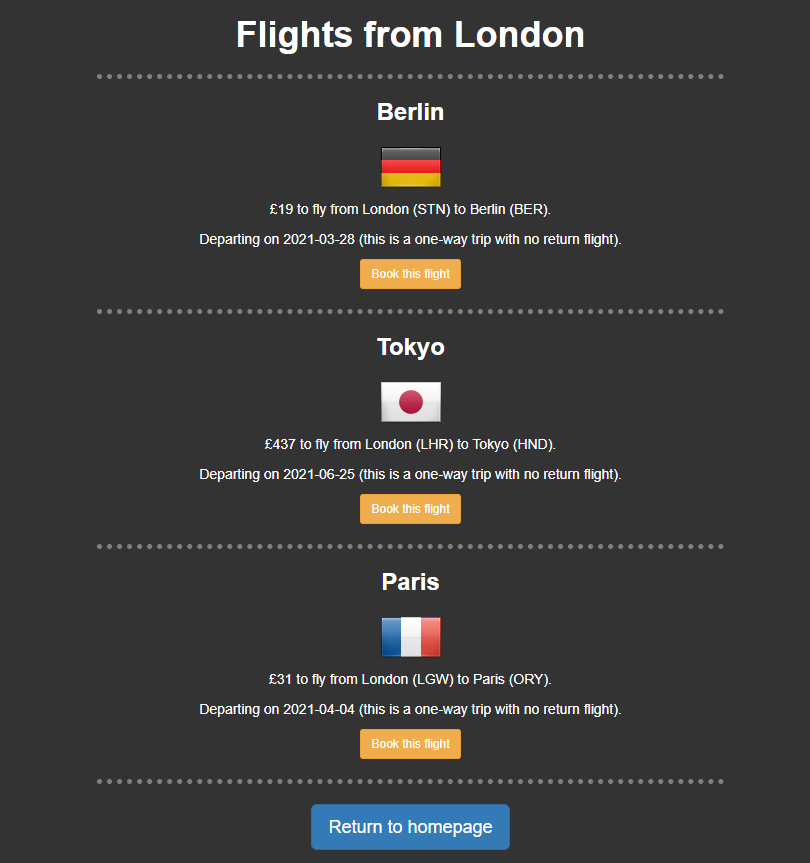 Flights from London
Berlin
£19 to fly from London (STN) to Berlin (BER).
Departing on 2021-03-28 (this is a one-way trip with no return flight).
Book this flight
Tokyo
£437 to fly from London (LHR) to Tokyo (HND).
Departing on 2021-06-25 (this is a one-way trip with no return flight).
Book this flight
Paris
£31 to fly from London (LGW) to Paris (ORY).
Departing on 2021-04-04 (this is a one-way trip with no return flight).
Book this flight
Return to homepage